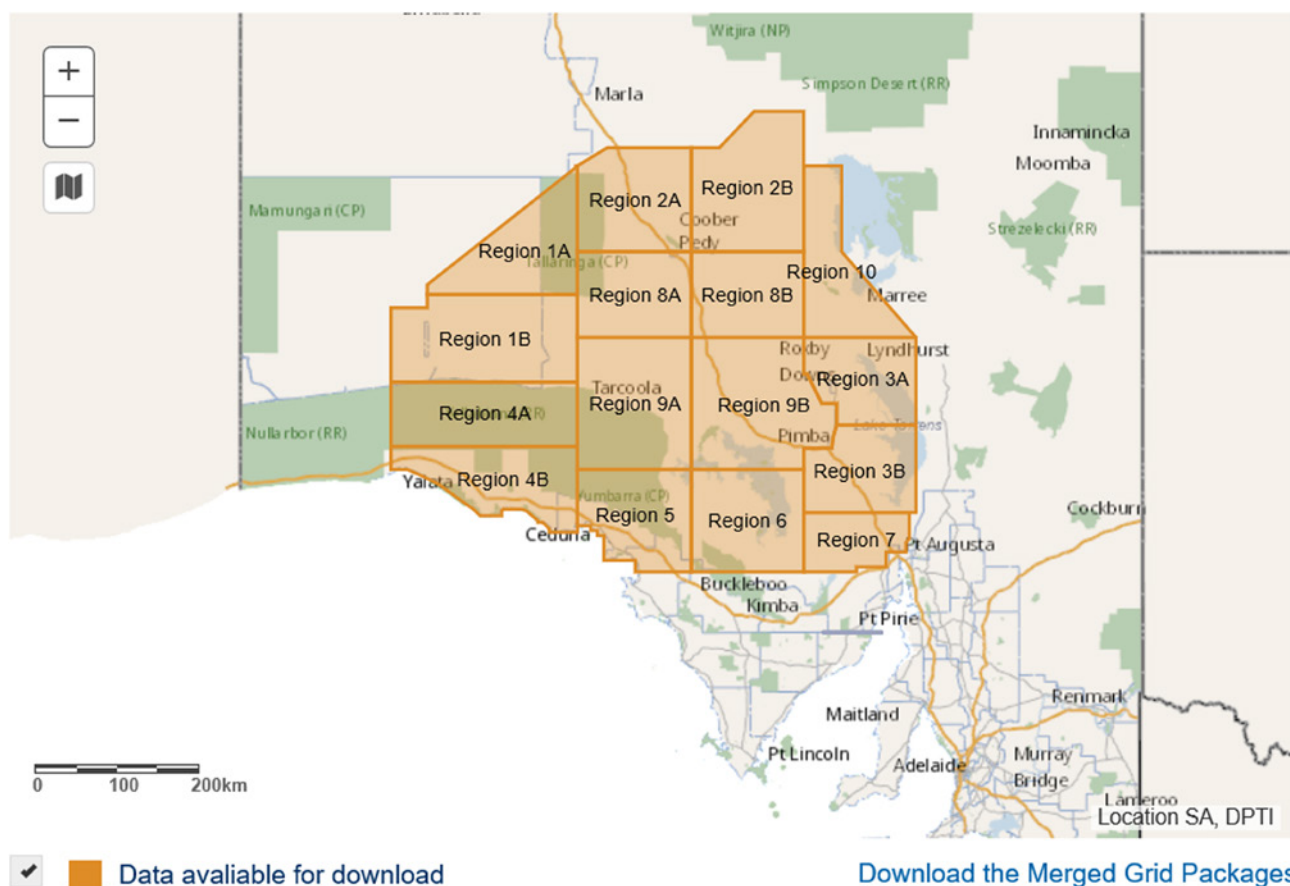 Witjira (NP)
Simpson Desert (RR)
Marla
Innamincka
Moomba
Mamungari (CP)
Region 2A
Region 2B
Coober
Pedy
Strezelecki (RR)
Region 1A
Tallaringa (CP)
Region 10
Region 8A
Region 8B
Marree
Region 1B
Roxby
Downs
Lyndhurst
Region 3A
Tarcoola
Region 9A
Region 9B
Region 4A
Nullarbor (RR)
Pimba
Lake Torrens
Region 3B
Yalata
Region 4B
Yumbarra (CP)
Region 5
Region 6
Cockburn
Ceduna
Region 7
Pt Augusta
Buckleboo
Kimba
Pt Pirie
Renmark
Maitland
Pt Lincoln
Adelaide
Murray
Bridge
Lameroo
Location SA, DPTI
+
−
0 100 200km
Data avaliable for download
Download the Merged Grid Packages